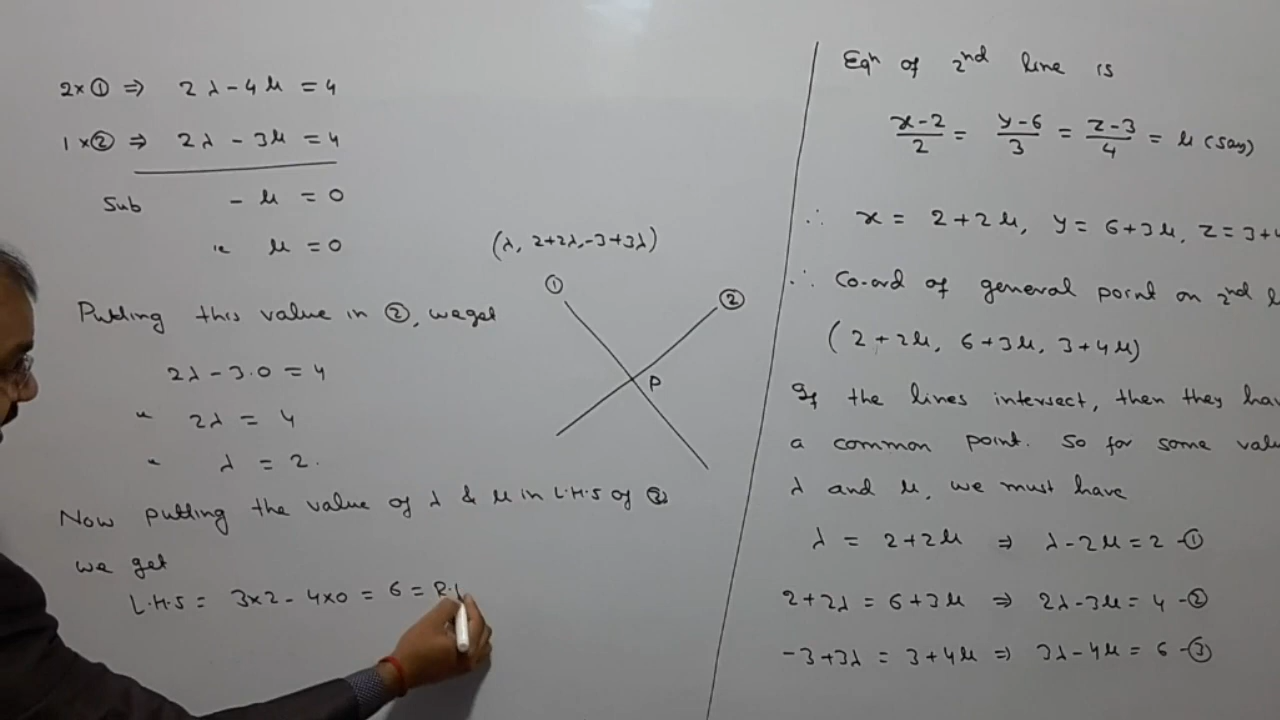 2×① ⇒ 2λ-4μ = 4
1×② ⇒ 2λ - 3μ = 4
Sub - μ = 0
ie μ = 0
Putting this value in ②, we get
2λ - 3.0 = 4
" 2λ = 4
" λ = 2.
Now putting the value of λ & μ in L.H.S of ③
we get
L.H.S = 3×2 - 4×0 = 6 = R.
(λ, 2+2λ, -3+3λ)
①
②
P
Eqn of 2nd line is
x-2/2 = y-6/3 = z-3/4 = μ (say)
∴ x = 2+2μ, y = 6+3μ, z = 3+4
∴ Co-ord of general point on 2nd l
(2+2μ, 6+3μ, 3+4μ)
If the lines intersect, then they hav
a common point. So for some valu
λ and μ, we must have
λ = 2+2μ ⇒ λ-2μ = 2 -①
2+2λ = 6+3μ ⇒ 2λ-3μ = 4 -②
-3+3λ = 3+4μ ⇒ 3λ-4μ = 6 -③